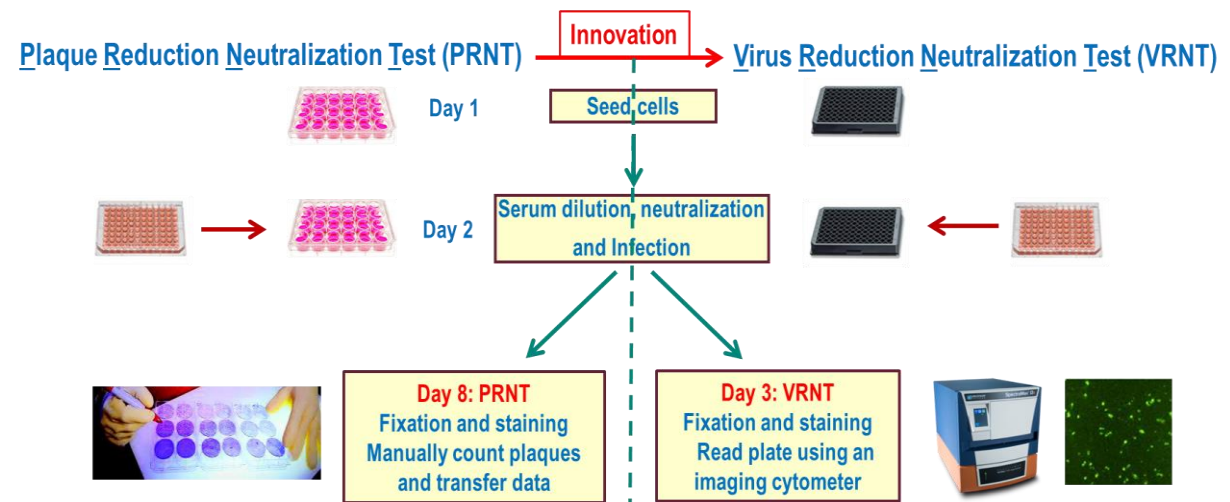 Innovation
Plaque Reduction Neutralization Test (PRNT)
Virus Reduction Neutralization Test (VRNT)
Day 1
Seed cells
Day 2
Serum dilution, neutralization
and Infection
Day 8: PRNT
Fixation and staining
Manually count plaques
and transfer data
Day 3: VRNT
Fixation and staining
Read plate using an
imaging cytometer